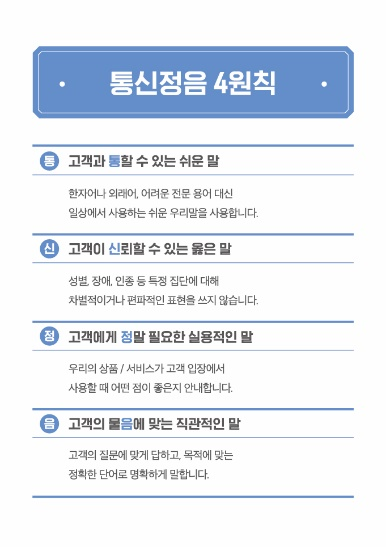 통신정음 4원칙
통 고객과 통할 수 있는 쉬운 말
한자어나 외래어, 어려운 전문 용어 대신
일상에서 사용하는 쉬운 우리말을 사용합니다.
신 고객이 신뢰할 수 있는 옳은 말
성별, 장애, 인종 등 특정 집단에 대해
차별적이거나 편파적인 표현을 쓰지 않습니다.
정 고객에게 정말 필요한 실용적인 말
우리의 상품 / 서비스가 고객 입장에서
사용할 때 어떤 점이 좋은지 안내합니다.
음 고객의 물음에 맞는 직관적인 말
고객의 질문에 맞게 답하고, 목적에 맞는
정확한 단어로 명확하게 말합니다.